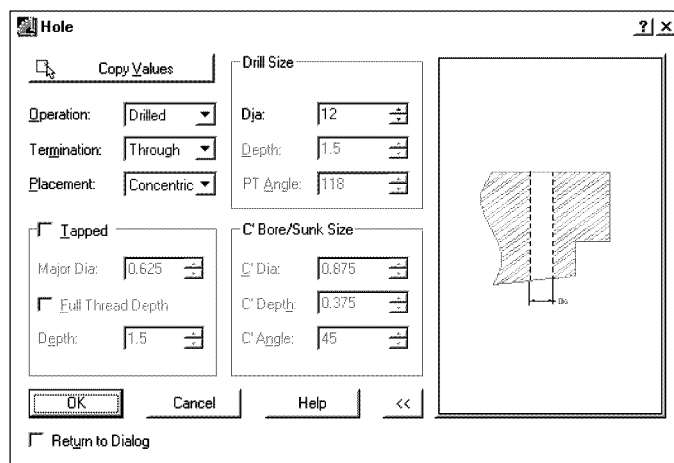 Hole
? ×
Copy Values
Operation: Drilled
Termination: Through
Placement: Concentric
Drill Size
Dia: 12
Depth: 1.5
PT Angle: 118
Tapped
Major Dia: 0.625
Full Thread Depth
Depth: 1.5
C' Bore/Sunk Size
C' Dia: 0.875
C' Depth: 0.375
C' Angle: 45
Dia
OK
Cancel
Help
<<
Return to Dialog